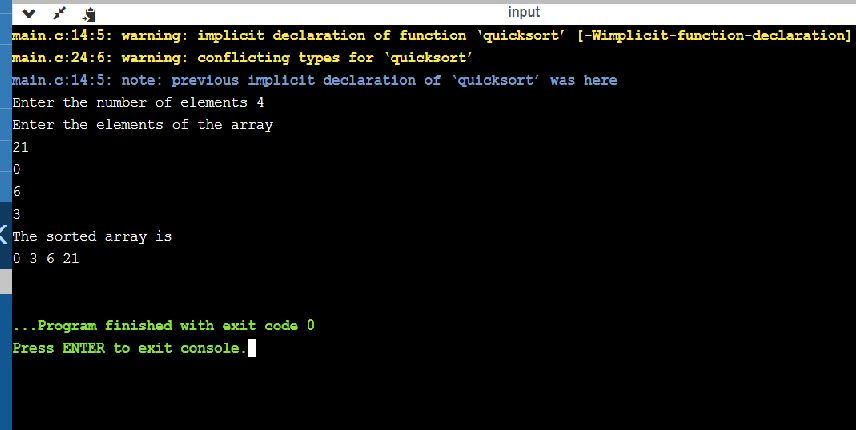 input
main.c:14:5: warning: implicit declaration of function ‘quicksort’ [-Wimplicit-function-declaration]
main.c:24:6: warning: conflicting types for ‘quicksort’
main.c:14:5: note: previous implicit declaration of ‘quicksort’ was here
Enter the number of elements 4
Enter the elements of the array
21
0
6
3
The sorted array is
0 3 6 21
...Program finished with exit code 0
Press ENTER to exit console.